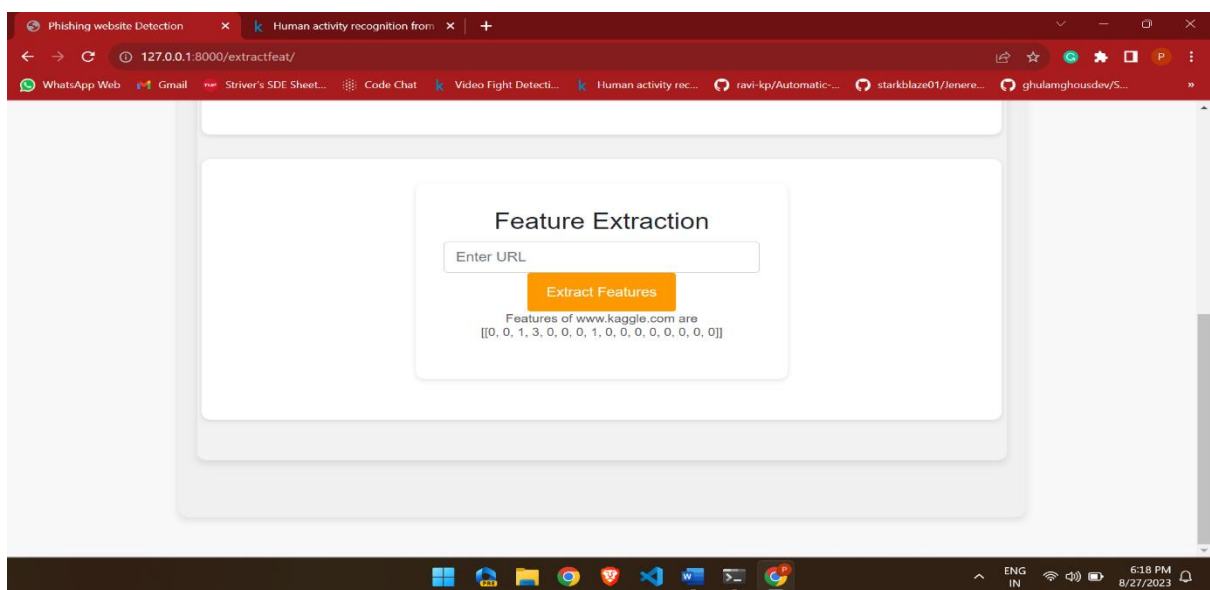 Phishing website Detection
Human activity recognition from
127.0.0.1:8000/extractfeat/
P
WhatsApp Web Gmail Striver's SDE Sheet... Code Chat Video Fight Detecti... Human activity rec... ravi-kp/Automatic-... starkblaze01/Jenere... ghulamghousdev/S... »
Feature Extraction
Enter URL
Extract Features
Features of www.kaggle.com are
[[0, 0, 1, 3, 0, 0, 0, 1, 0, 0, 0, 0, 0, 0, 0, 0]]
ENG
IN
6:18 PM
8/27/2023